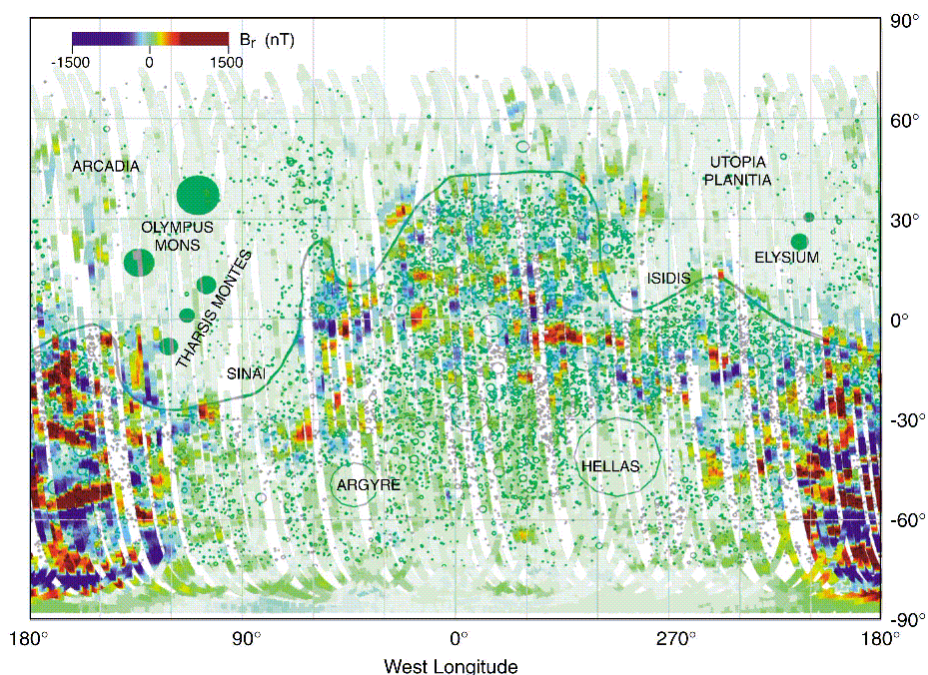 Br (nT)
-1500 0 1500
90°
60°
30°
0°
-30°
-60°
-90°
ARCADIA
OLYMPUS
MONS
THARSIS MONTES
SINAI
UTOPIA
PLANITIA
ELYSIUM
ISIDIS
ARGYRE
HELLAS
180° 90° 0° 270° 180°
West Longitude